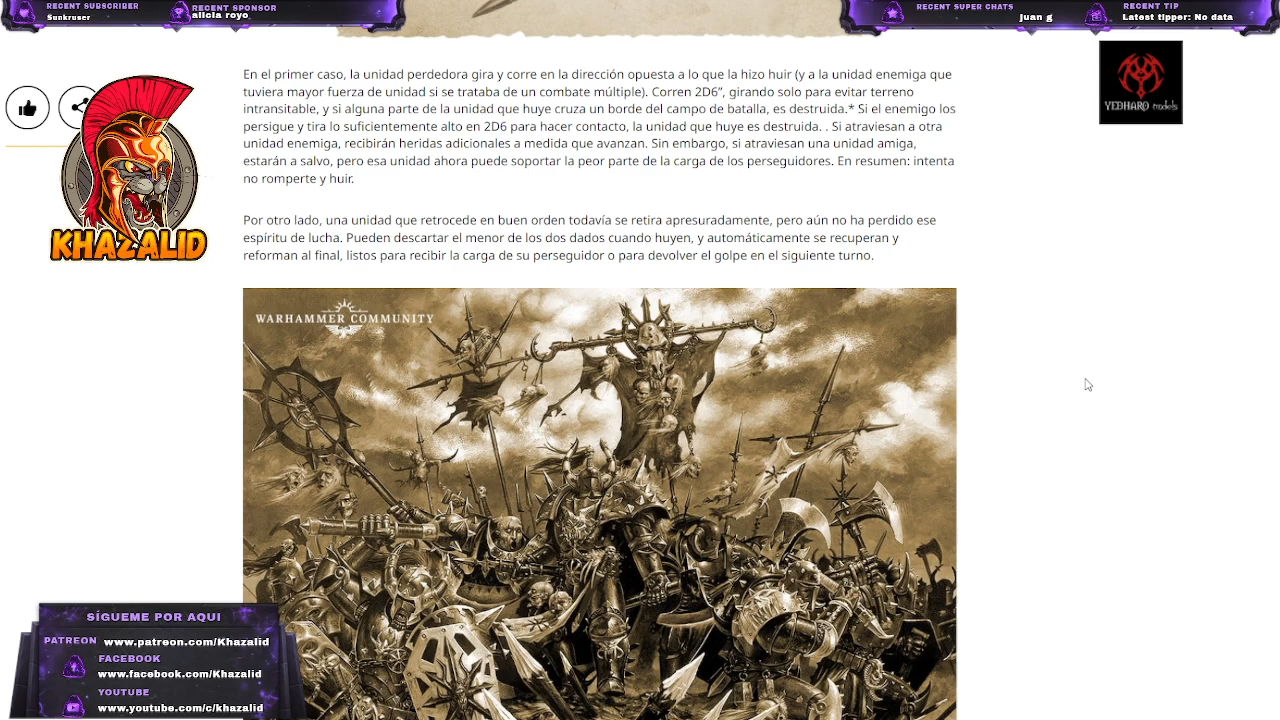 RECENT SUBSCRIBER
Sunkruser
RECENT SPONSOR
alicia royo
RECENT SUPER CHATS
juan g
RECENT TIP
Latest tipper: No data
YEDHARO models
En el primer caso, la unidad perdedora gira y corre en la dirección opuesta a lo que la hizo huir (y a la unidad enemiga que
tuviera mayor fuerza de unidad si se trataba de un combate múltiple). Corren 2D6”, girando solo para evitar terreno
intransitable, y si alguna parte de la unidad que huye cruza un borde del campo de batalla, es destruida.* Si el enemigo los
persigue y tira lo suficientemente alto en 2D6 para hacer contacto, la unidad que huye es destruida. . Si atraviesan a otra
unidad enemiga, recibirán heridas adicionales a medida que avanzan. Sin embargo, si atraviesan una unidad amiga,
estarán a salvo, pero esa unidad ahora puede soportar la peor parte de la carga de los perseguidores. En resumen: intenta
no romperte y huir.
KHAZALID
Por otro lado, una unidad que retrocede en buen orden todavía se retira apresuradamente, pero aún no ha perdido ese
espíritu de lucha. Pueden descartar el menor de los dos dados cuando huyen, y automáticamente se recuperan y
reforman al final, listos para recibir la carga de su perseguidor o para devolver el golpe en el siguiente turno.
WARHAMMER COMMUNITY
SÍGUEME POR AQUI
PATREON www.patreon.com/Khazalid
FACEBOOK
www.facebook.com/Khazalid
YOUTUBE
www.youtube.com/c/khazalid